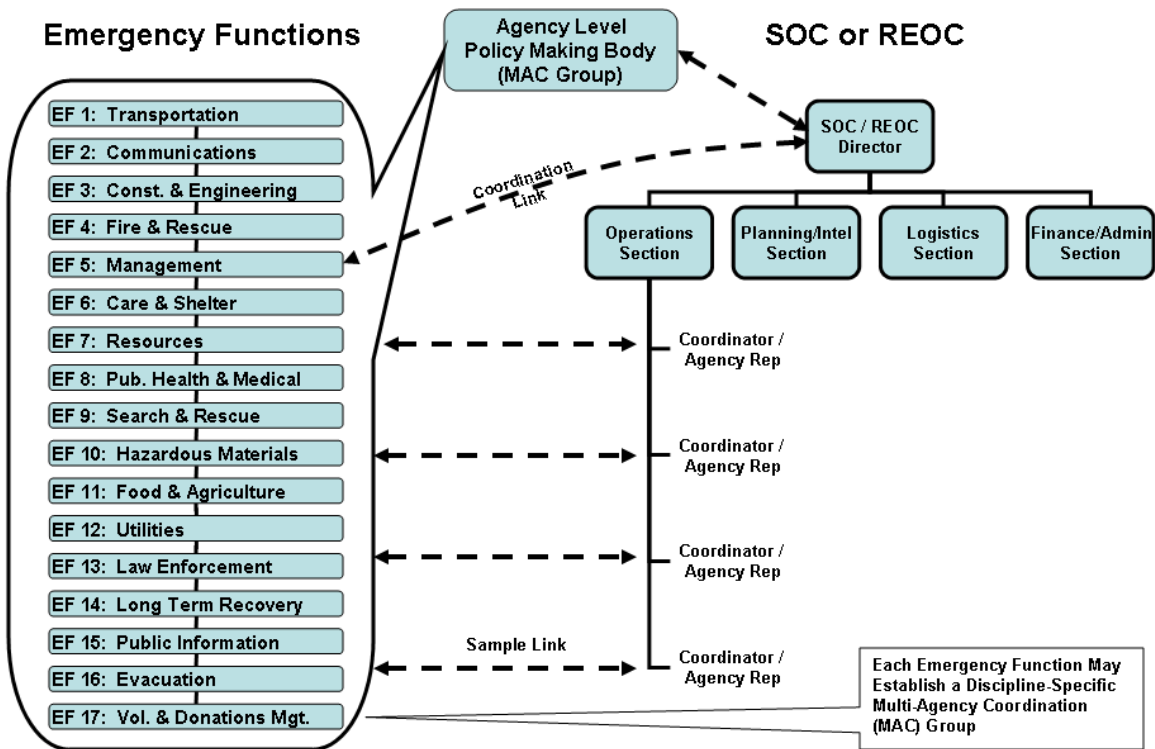 Emergency Functions
Agency Level
Policy Making Body
(MAC Group)
SOC or REOC
EF 1: Transportation
EF 2: Communications
EF 3: Const. & Engineering
EF 4: Fire & Rescue
EF 5: Management
EF 6: Care & Shelter
EF 7: Resources
EF 8: Pub. Health & Medical
EF 9: Search & Rescue
EF 10: Hazardous Materials
EF 11: Food & Agriculture
EF 12: Utilities
EF 13: Law Enforcement
EF 14: Long Term Recovery
EF 15: Public Information
EF 16: Evacuation
EF 17: Vol. & Donations Mgt.
Coordination
Link
SOC / REOC
Director
Operations
Section
Planning/Intel
Section
Logistics
Section
Finance/Admin
Section
Coordinator /
Agency Rep
Coordinator /
Agency Rep
Coordinator /
Agency Rep
Sample Link
Coordinator /
Agency Rep
Each Emergency Function May
Establish a Discipline-Specific
Multi-Agency Coordination
(MAC) Group